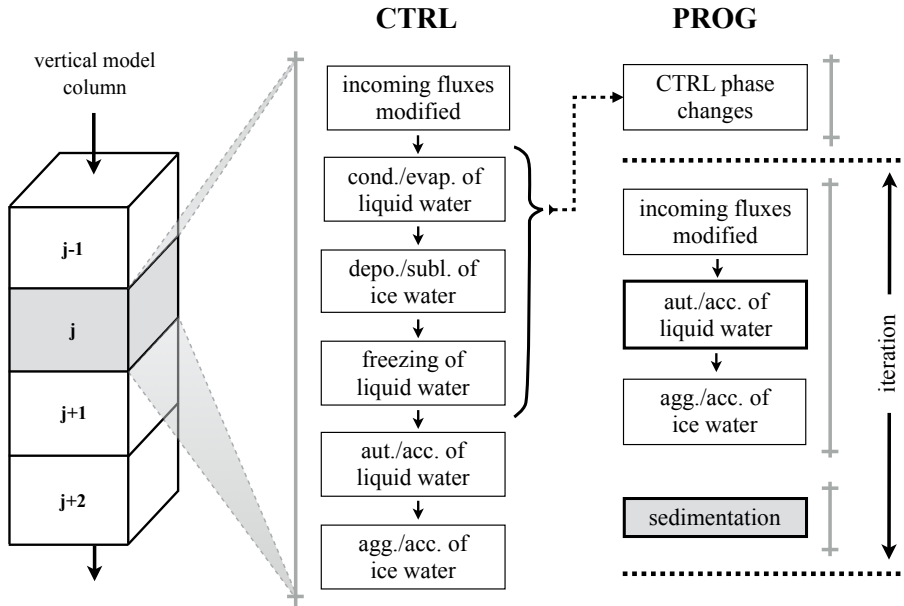 CTRL
PROG
vertical model
column
j-1
j
j+1
j+2
incoming fluxes
modified
cond./evap. of
liquid water
depo./subl. of
ice water
freezing of
liquid water
aut./acc. of
liquid water
agg./acc. of
ice water
CTRL phase
changes
incoming fluxes
modified
aut./acc. of
liquid water
agg./acc. of
ice water
sedimentation
iteration